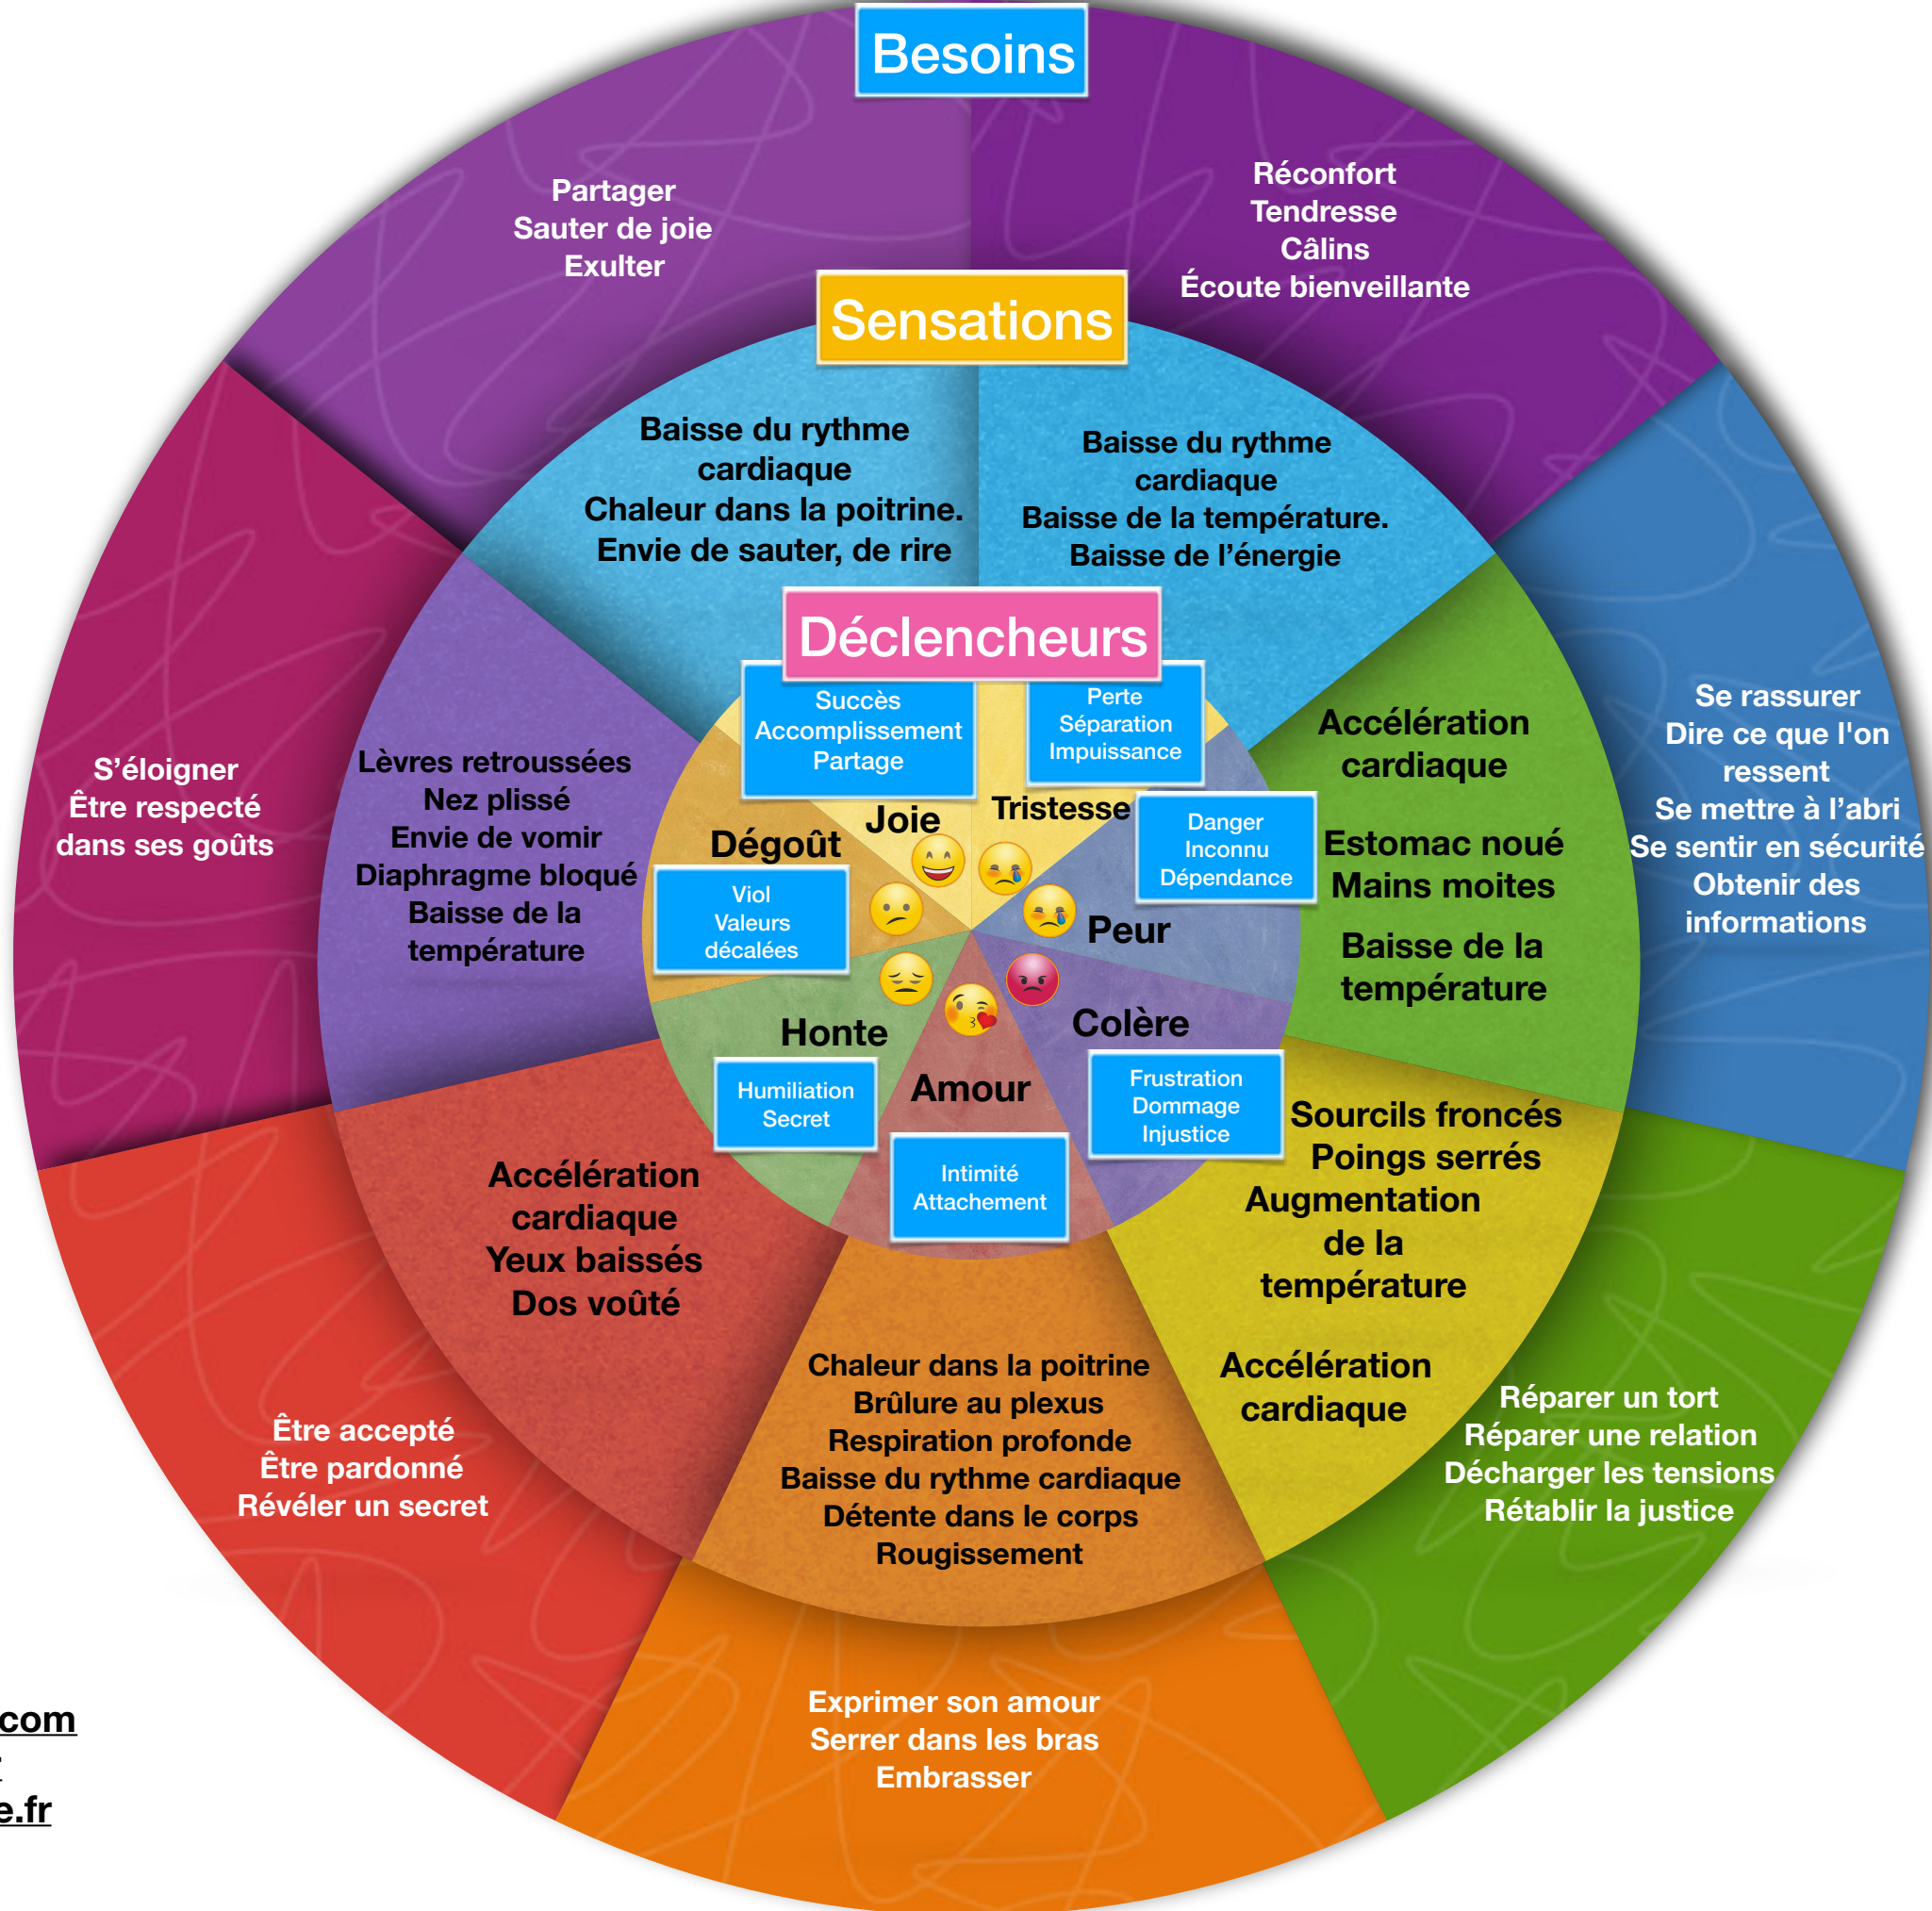 Besoins
Partager
Sauter de joie
Exulter
Réconfort
Tendresse
Câlins
Écoute bienveillante
Se rassurer
Dire ce que l'on
ressent
Se mettre à l’abri
Se sentir en sécurité
Obtenir des
informations
Réparer un tort
Réparer une relation
Décharger les tensions
Rétablir la justice
Exprimer son amour
Serrer dans les bras
Embrasser
Être accepté
Être pardonné
Révéler un secret
S’éloigner
Être respecté
dans ses goûts
Sensations
Baisse du rythme
cardiaque
Chaleur dans la poitrine.
Envie de sauter, de rire
Baisse du rythme
cardiaque
Baisse de la température.
Baisse de l’énergie
Accélération
cardiaque
Estomac noué
Mains moites
Baisse de la
température
Sourcils froncés
Poings serrés
Augmentation
de la
température
Accélération
cardiaque
Chaleur dans la poitrine
Brûlure au plexus
Respiration profonde
Baisse du rythme cardiaque
Détente dans le corps
Rougissement
Accélération
cardiaque
Yeux baissés
Dos voûté
Lèvres retroussées
Nez plissé
Envie de vomir
Diaphragme bloqué
Baisse de la
température
Déclencheurs
Succès
Accomplissement
Partage
Joie
Perte
Séparation
Impuissance
Tristesse
Danger
Inconnu
Dépendance
Peur
Colère
Frustration
Dommage
Injustice
Amour
Intimité
Attachement
Honte
Humiliation
Secret
Dégoût
Viol
Valeurs
décalées
com
e.fr